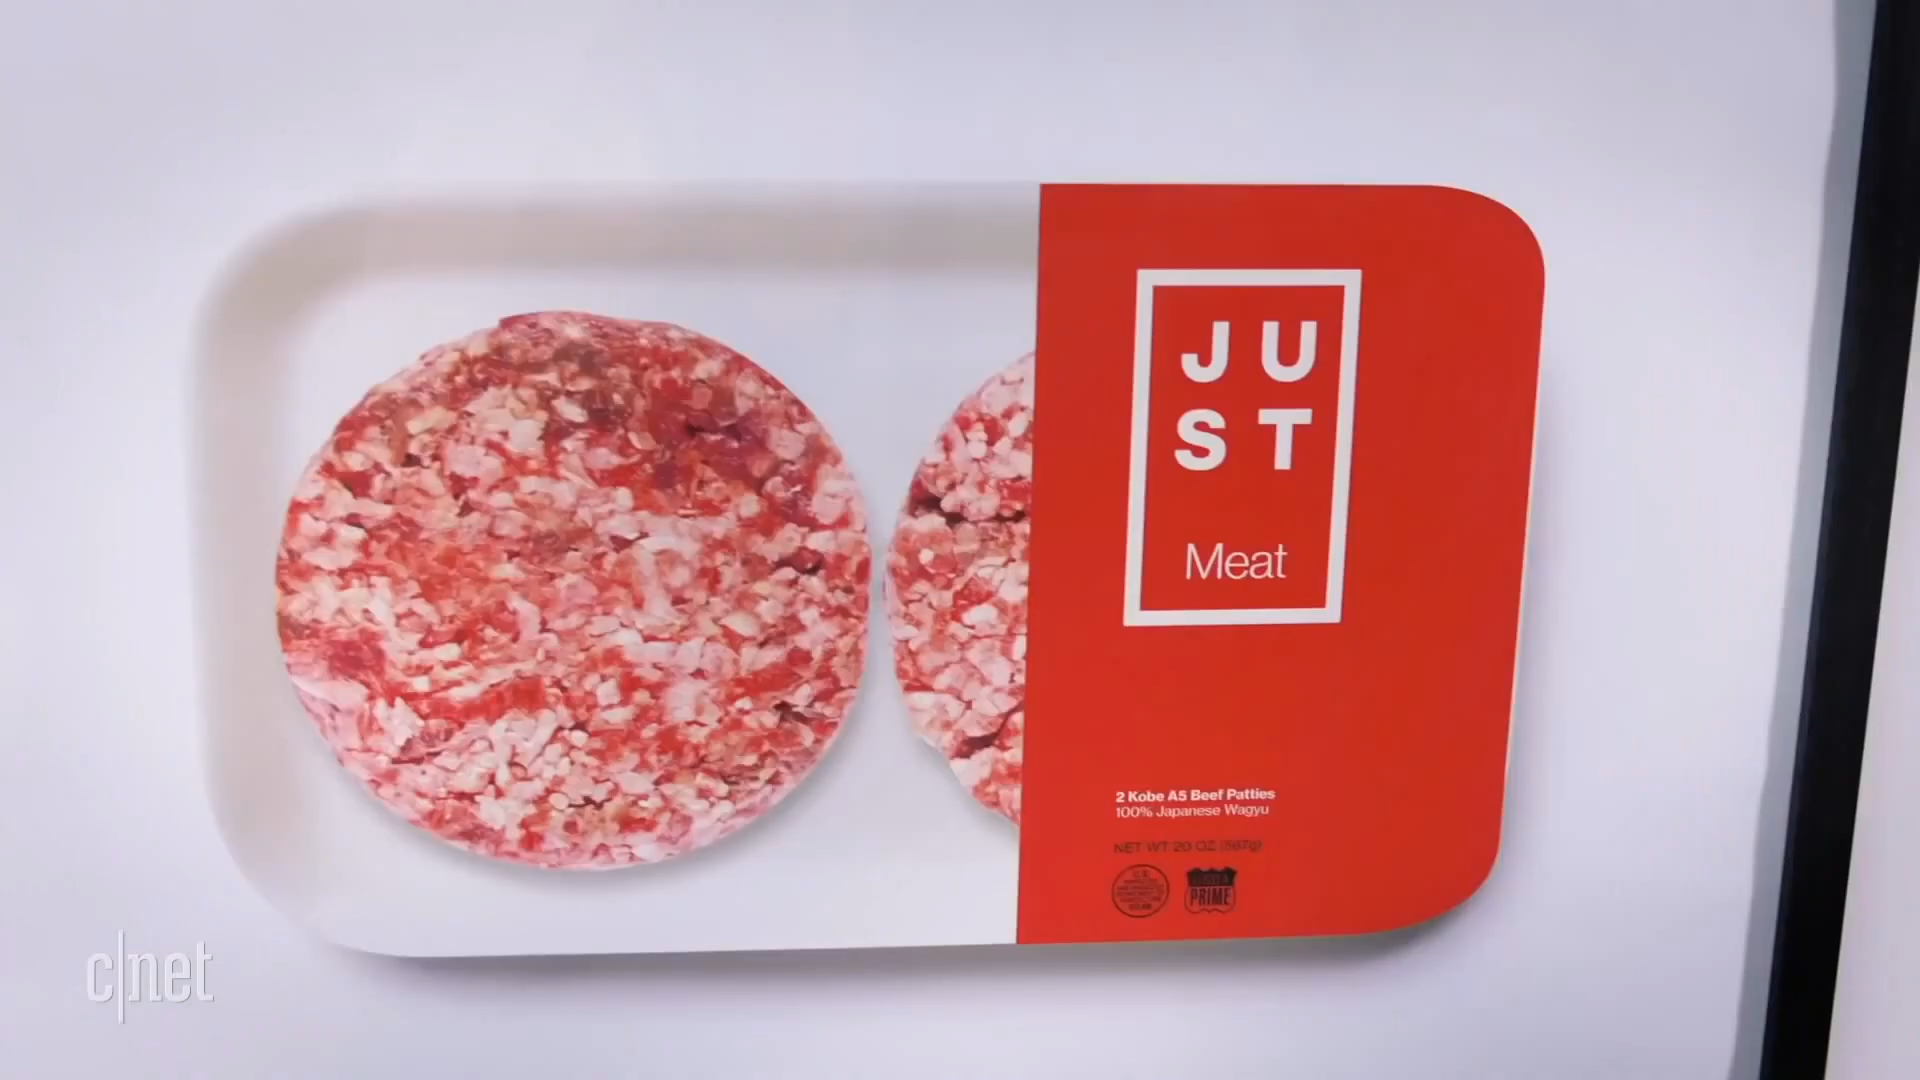 JU
ST
Meat
2 Kobe A5 Beef Patties
100% Japanese Wagyu
NET WT 20 OZ (567g)
PRIME
c|net